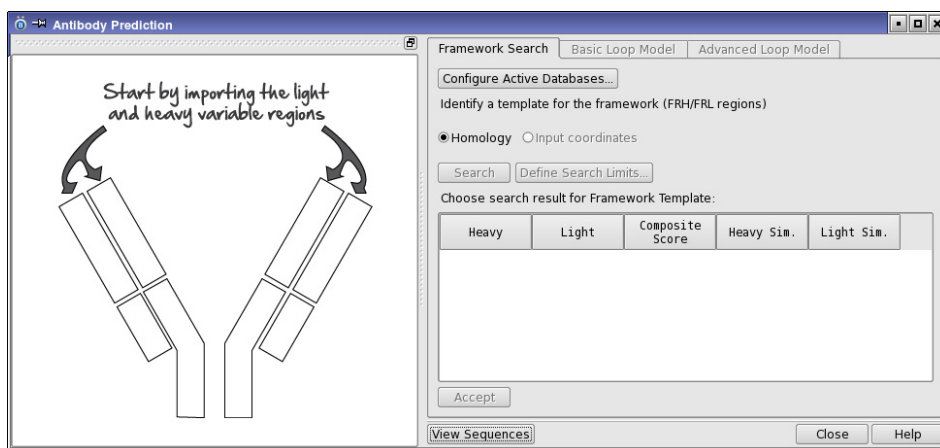 Antibody Prediction
Start by importing the light
and heavy variable regions
Framework Search
Basic Loop Model
Advanced Loop Model
Configure Active Databases...
Identify a template for the framework (FRH/FRL regions)
Homology
Input coordinates
Search
Define Search Limits...
Choose search result for Framework Template:
Heavy
Light
Composite
Score
Heavy Sim.
Light Sim.
Accept
View Sequences
Close
Help